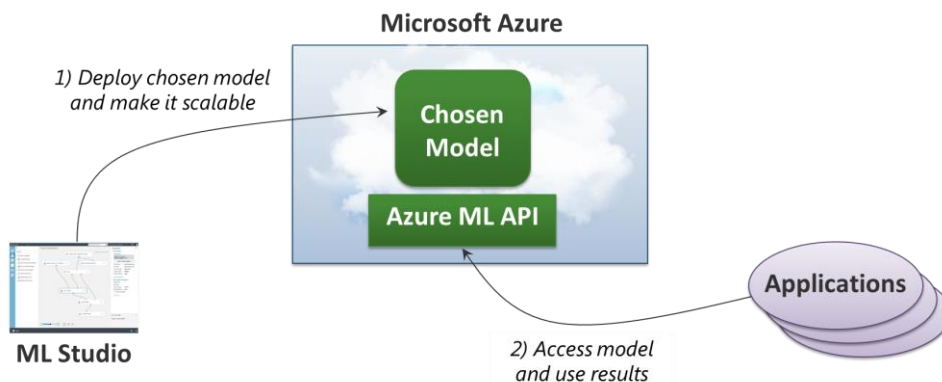 Microsoft Azure
1) Deploy chosen model
and make it scalable
Chosen
Model
Azure ML API
Applications
ML Studio
2) Access model
and use results